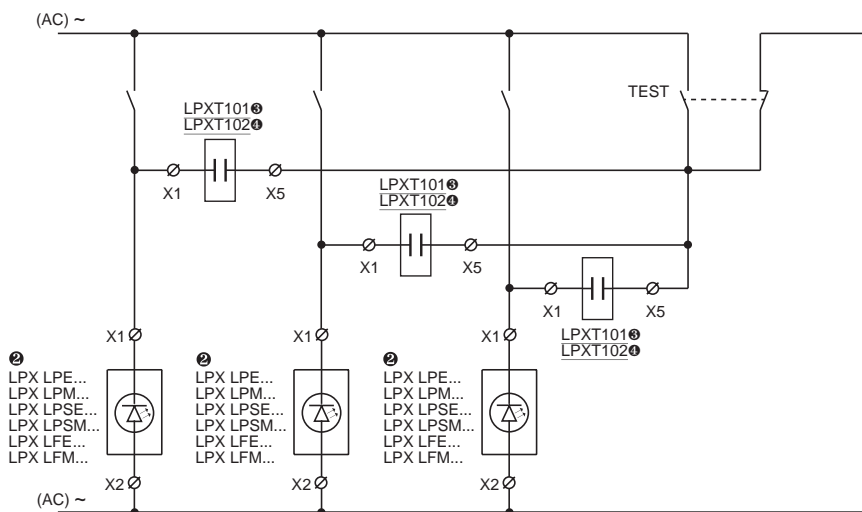 (AC) ~
TEST
LPXT101❸
LPXT102❹
X1
X5
LPXT101❸
LPXT102❹
X1
X5
X1
X5
LPXT101❸
LPXT102❹
X1
X1
X1
❷
LPX LPE...
LPX LPM...
LPX LPSE...
LPX LPSM...
LPX LFE...
LPX LFM...
❷
LPX LPE...
LPX LPM...
LPX LPSE...
LPX LPSM...
LPX LFE...
LPX LFM...
❷
LPX LPE...
LPX LPM...
LPX LPSE...
LPX LPSM...
LPX LFE...
LPX LFM...
X2
X2
X2
(AC) ~